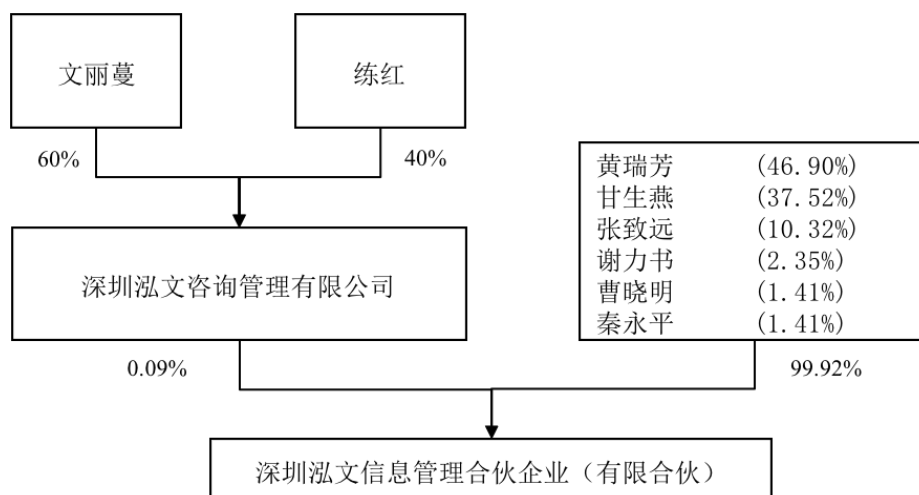 文丽蔓
练红
60%
40%
黄瑞芳 (46.90%)
甘生燕 (37.52%)
张致远 (10.32%)
谢力书 (2.35%)
曹晓明 (1.41%)
秦永平 (1.41%)
深圳泓文咨询管理有限公司
0.09%
99.92%
深圳泓文信息管理合伙企业（有限合伙）